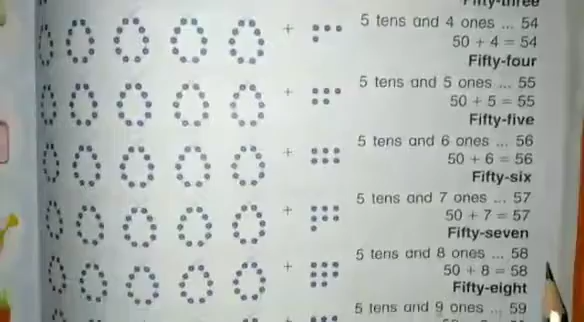 Fifty-three
5 tens and 4 ones ... 54
50 + 4 = 54
Fifty-four
5 tens and 5 ones ... 55
50 + 5 = 55
Fifty-five
5 tens and 6 ones ... 56
50 + 6 = 56
Fifty-six
5 tens and 7 ones ... 57
50 + 7 = 57
Fifty-seven
5 tens and 8 ones ... 58
50 + 8 = 58
Fifty-eight
5 tens and 9 ones ... 59